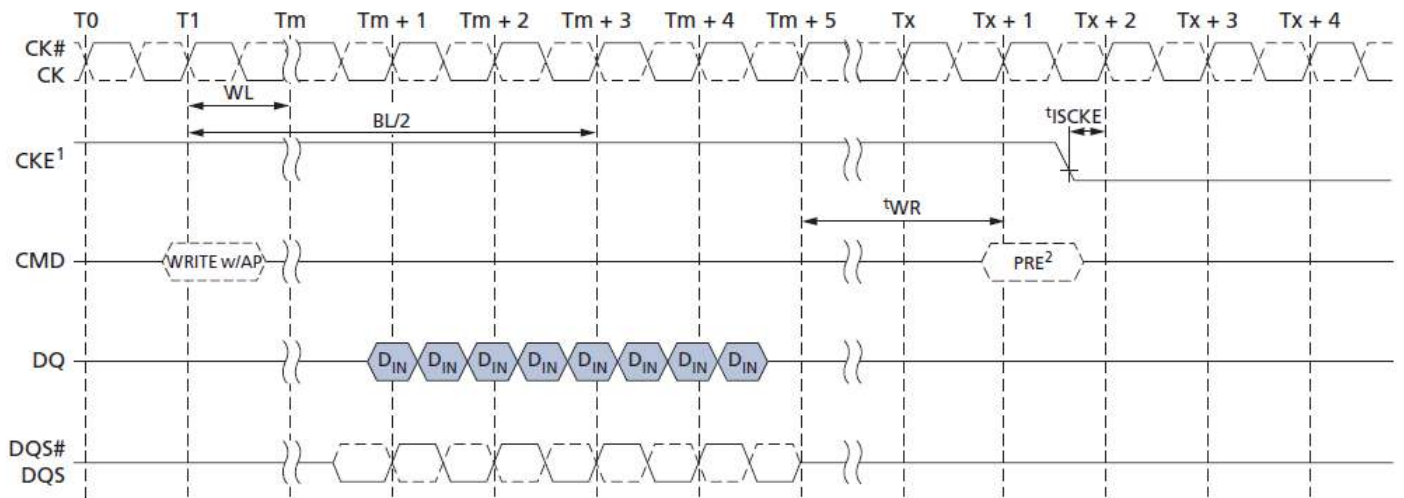 T0 T1 Tm Tm + 1 Tm + 2 Tm + 3 Tm + 4 Tm + 5 Tx Tx + 1 Tx + 2 Tx + 3 Tx + 4
CK#
CK
WL
BL/2
tISCKE
CKE1
tWR
CMD WRITE w/AP PRE2
DQ DIN DIN DIN DIN DIN DIN DIN DIN
DQS#
DQS